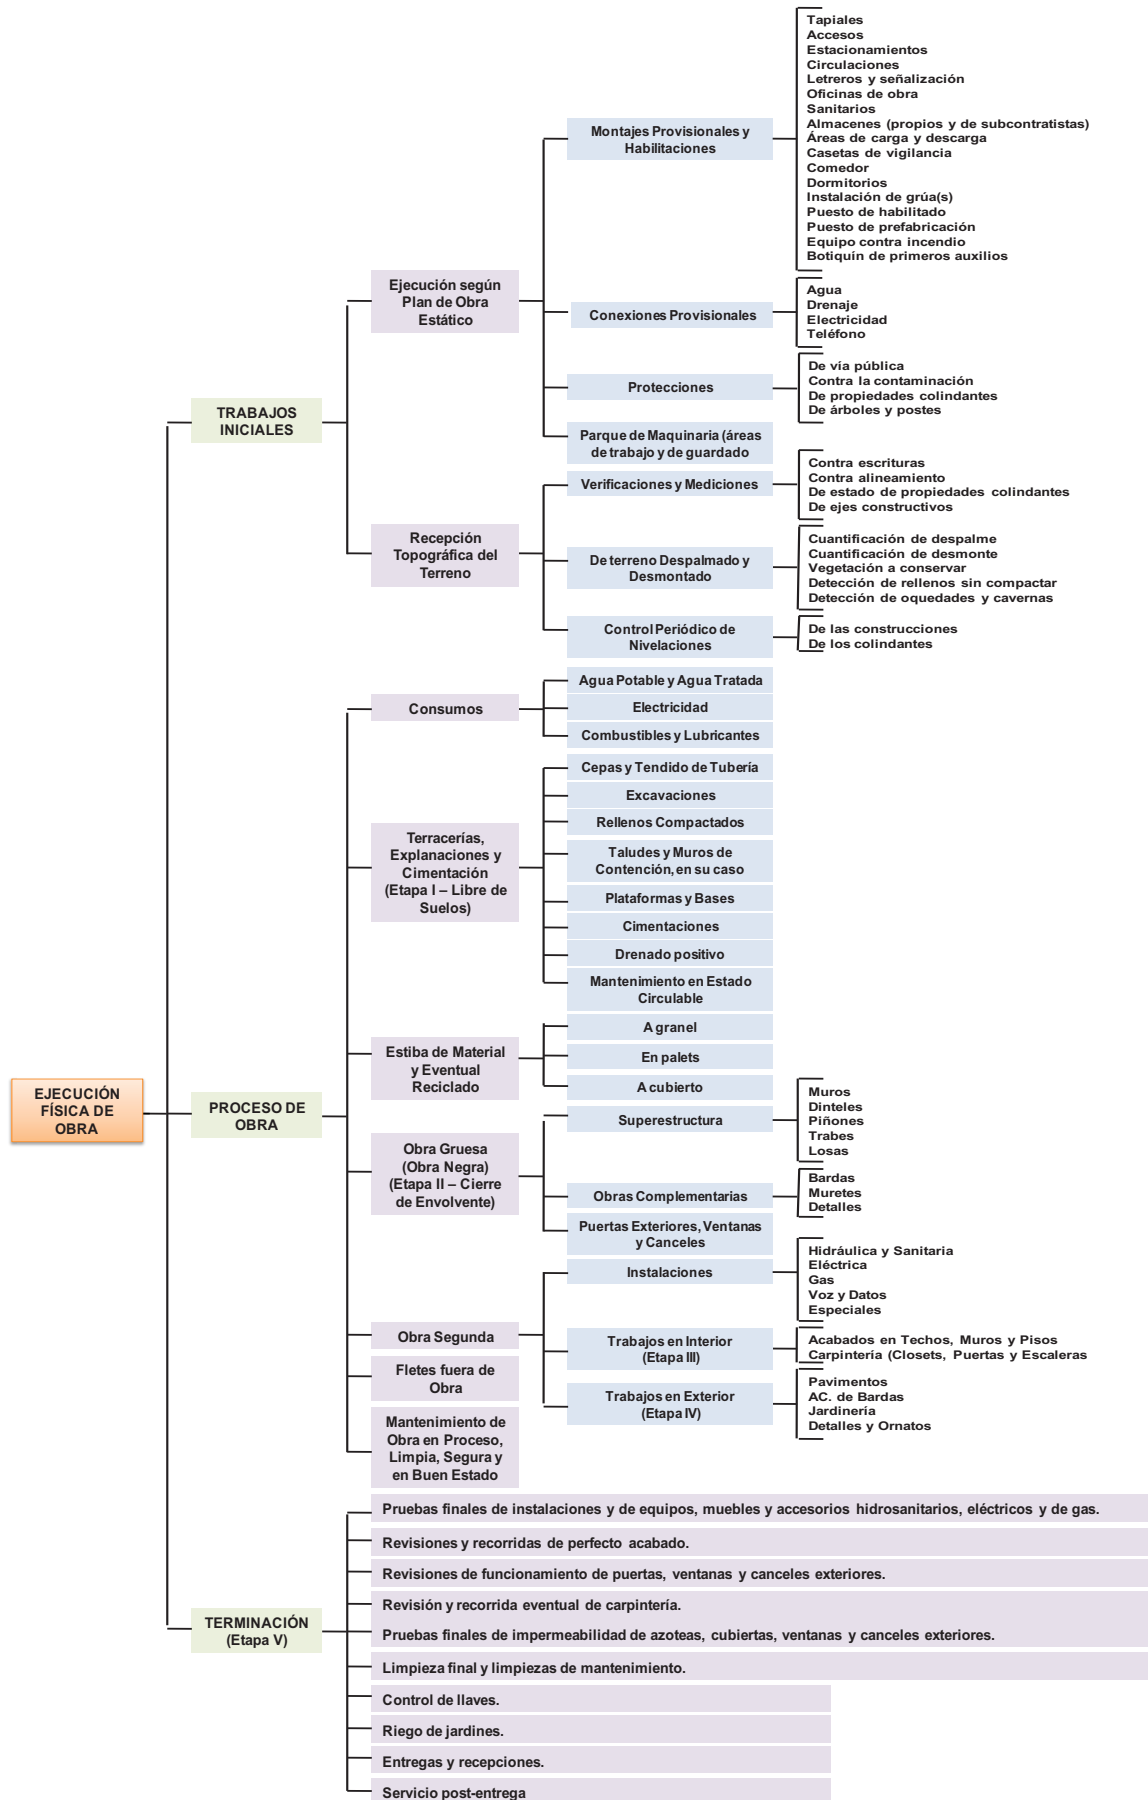 EJECUCIÓN
FÍSICA DE
OBRA
TRABAJOS
INICIALES
Ejecución según
Plan de Obra
Estático
Montajes Provisionales y
Habilitaciones
Tapiales
Accesos
Estacionamientos
Circulaciones
Letreros y señalización
Oficinas de obra
Sanitarios
Almacenes (propios y de subcontratistas)
Áreas de carga y descarga
Casetas de vigilancia
Comedor
Dormitorios
Instalación de grúa(s)
Puesto de habilitado
Puesto de prefabricación
Equipo contra incendio
Botiquín de primeros auxilios
Conexiones Provisionales
Agua
Drenaje
Electricidad
Teléfono
Protecciones
De vía pública
Contra la contaminación
De propiedades colindantes
De árboles y postes
Parque de Maquinaria (áreas
de trabajo y de guardado
Recepción
Topográfica del
Terreno
Verificaciones y Mediciones
Contra escrituras
Contra alineamiento
De estado de propiedades colindantes
De ejes constructivos
De terreno Despalmado y
Desmontado
Cuantificación de despalme
Cuantificación de desmonte
Vegetación a conservar
Detección de rellenos sin compactar
Detección de oquedades y cavernas
Control Periódico de
Nivelaciones
De las construcciones
De los colindantes
PROCESO DE
OBRA
Consumos
Agua Potable y Agua Tratada
Electricidad
Combustibles y Lubricantes
Terracerías,
Explanaciones y
Cimentación
(Etapa I – Libre de
Suelos)
Cepas y Tendido de Tubería
Excavaciones
Rellenos Compactados
Taludes y Muros de
Contención, en su caso
Plataformas y Bases
Cimentaciones
Drenado positivo
Mantenimiento en Estado
Circulable
Estiba de Material
y Eventual
Reciclado
A granel
En palets
A cubierto
Obra Gruesa
(Obra Negra)
(Etapa II – Cierre
de Envolvente)
Superestructura
Muros
Dinteles
Piñones
Trabes
Losas
Obras Complementarias
Bardas
Muretes
Detalles
Puertas Exteriores, Ventanas
y Canceles
Obra Segunda
Instalaciones
Hidráulica y Sanitaria
Eléctrica
Gas
Voz y Datos
Especiales
Trabajos en Interior
(Etapa III)
Acabados en Techos, Muros y Pisos
Carpintería (Closets, Puertas y Escaleras
Trabajos en Exterior
(Etapa IV)
Pavimentos
AC. de Bardas
Jardinería
Detalles y Ornatos
Fletes fuera de
Obra
Mantenimiento de
Obra en Proceso,
Limpia, Segura y
en Buen Estado
TERMINACIÓN
(Etapa V)
Pruebas finales de instalaciones y de equipos, muebles y accesorios hidrosanitarios, eléctricos y de gas.
Revisiones y recorridas de perfecto acabado.
Revisiones de funcionamiento de puertas, ventanas y canceles exteriores.
Revisión y recorrida eventual de carpintería.
Pruebas finales de impermeabilidad de azoteas, cubiertas, ventanas y canceles exteriores.
Limpieza final y limpiezas de mantenimiento.
Control de llaves.
Riego de jardines.
Entregas y recepciones.
Servicio post-entrega